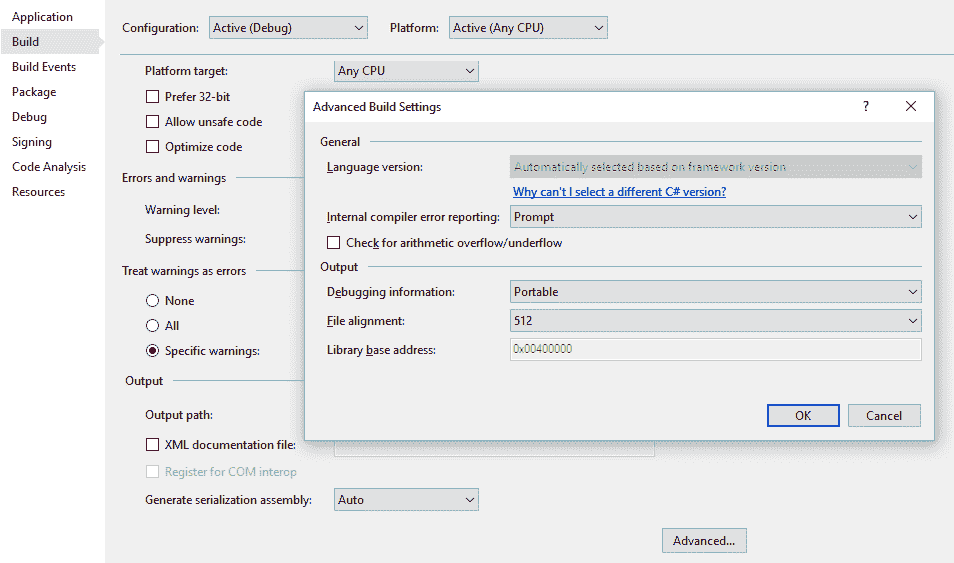 Application
Build
Build Events
Package
Debug
Signing
Code Analysis
Resources
Configuration: Active (Debug) Platform: Active (Any CPU)
Platform target: Any CPU
Prefer 32-bit
Allow unsafe code
Optimize code
Errors and warnings
Warning level:
Suppress warnings:
Treat warnings as errors
None
All
Specific warnings:
Output
Output path:
XML documentation file:
Register for COM interop
Generate serialization assembly: Auto
Advanced...
Advanced Build Settings ?
General
Language version: Automatically selected based on framework version
Why can't I select a different C# version?
Internal compiler error reporting: Prompt
Check for arithmetic overflow/underflow
Output
Debugging information: Portable
File alignment: 512
Library base address: 0x00400000
OK Cancel